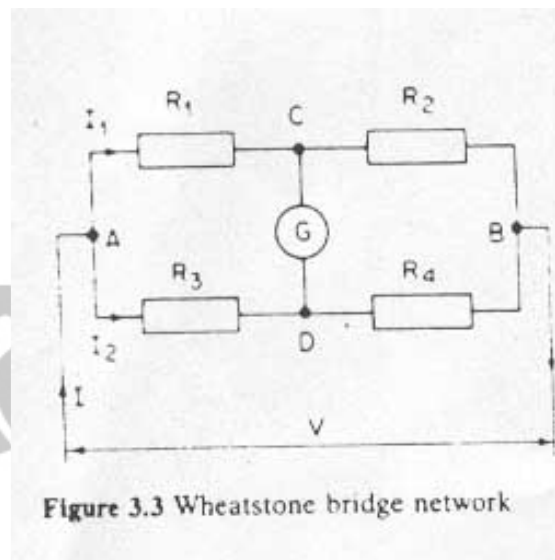 R1 R2
C
I1
A G B
R3 R4
I2 D
I
V
Figure 3.3 Wheatstone bridge network